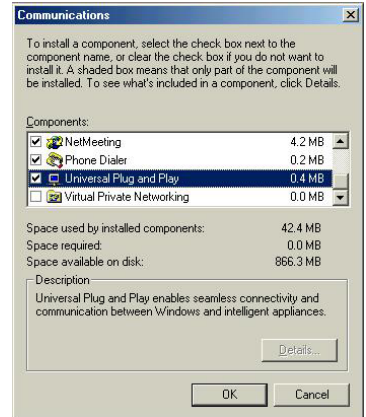 Communications
To install a component, select the check box next to the
component name, or clear the check box if you do not want to
install it. A shaded box means that only part of the component will
be installed. To see what's included in a component, click Details.
Components:
NetMeeting 4.2 MB
Phone Dialer 0.2 MB
Universal Plug and Play 0.4 MB
Virtual Private Networking 0.0 MB
Space used by installed components: 42.4 MB
Space required: 0.0 MB
Space available on disk: 866.3 MB
Description
Universal Plug and Play enables seamless connectivity and
communication between Windows and intelligent appliances.
Details...
OK Cancel